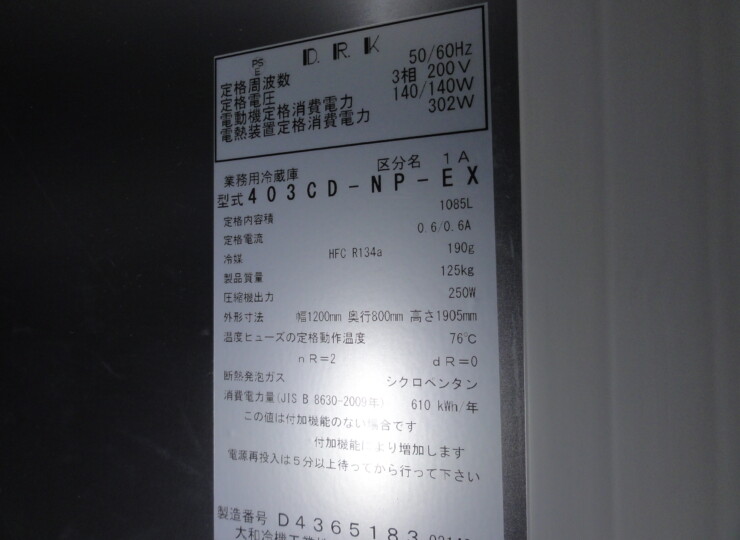 PS
E
D.R.K
定格周波数 50/60Hz
定格電圧 3相 200V
電動機定格消費電力 140/140W
電熱装置定格消費電力 302W
業務用冷蔵庫 区分名 1A
型式 403CD-NP-EX
定格内容積 1085L
定格電流 0.6/0.6A
冷媒 HFC R134a 190g
製品質量 125kg
圧縮機出力 250W
外形寸法 幅1200mm 奥行800mm 高さ1905mm
温度ヒューズの定格動作温度 76℃
nR=2 dR=0
断熱発泡ガス シクロペンタン
消費電力量(JIS B 8630-2009年) 610 kWh/年
この値は付加機能のない場合です
付加機能により増加します
電源再投入は5分以上待ってから行って下さい
製造番号 D4365183
大和冷機工業